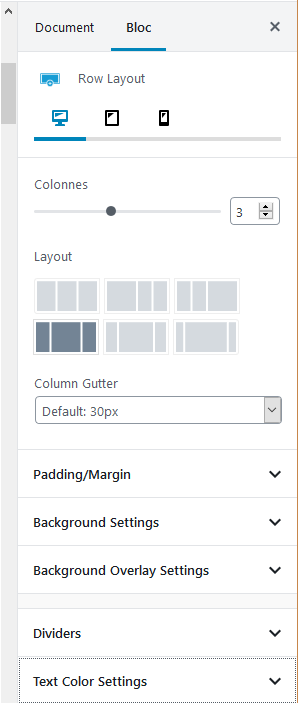 Document Bloc
Row Layout
Colonnes
3
Layout
Column Gutter
Default: 30px
Padding/Margin
Background Settings
Background Overlay Settings
Dividers
Text Color Settings